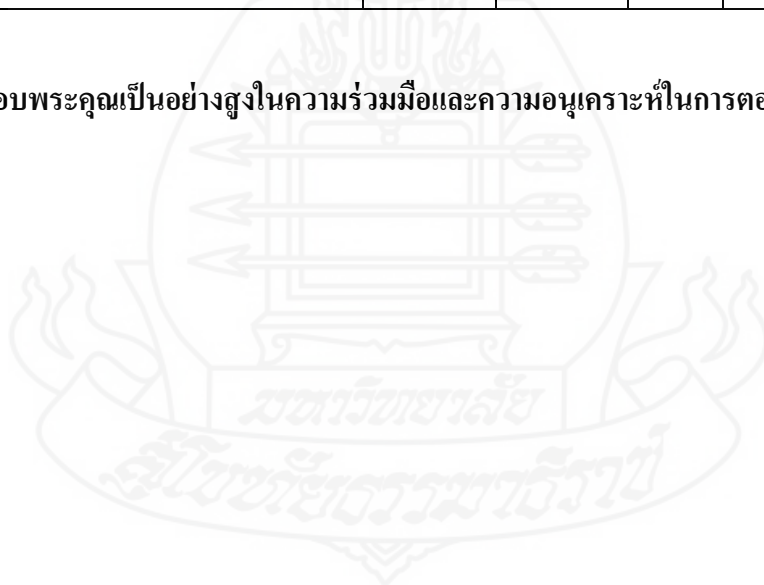 อบพระคุณเป็นอย่างสูงในความร่วมมือและความอนุเคราะห์ในการตอ
มหาวิทยาลัย
สุโขทัยธรรมาธิราช